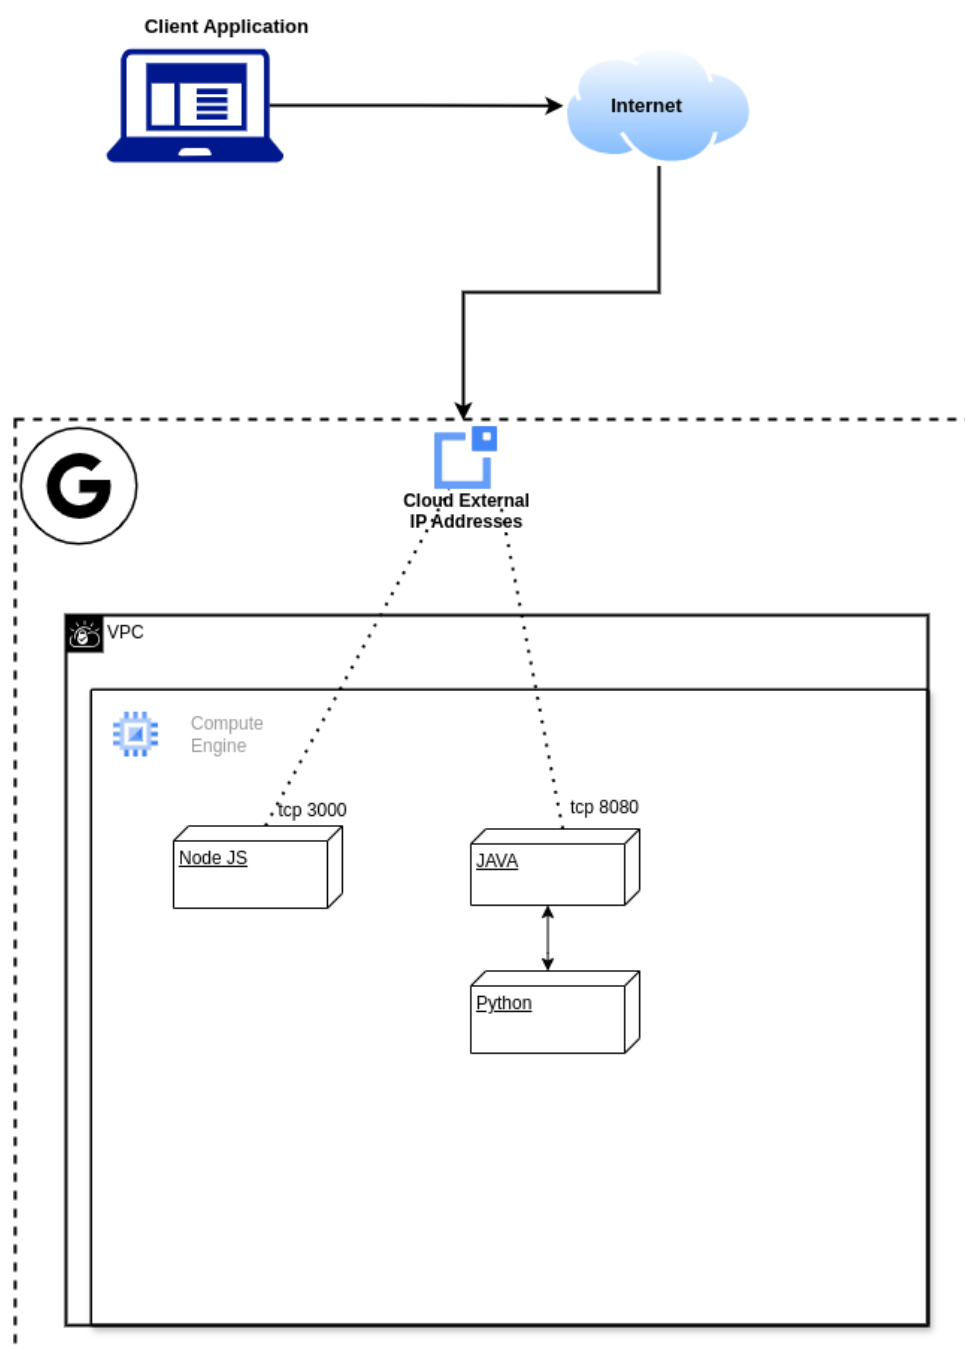 Client Application
Internet
G
Cloud External
IP Addresses
VPC
Compute
Engine
tcp 3000
tcp 8080
Node JS
JAVA
Python